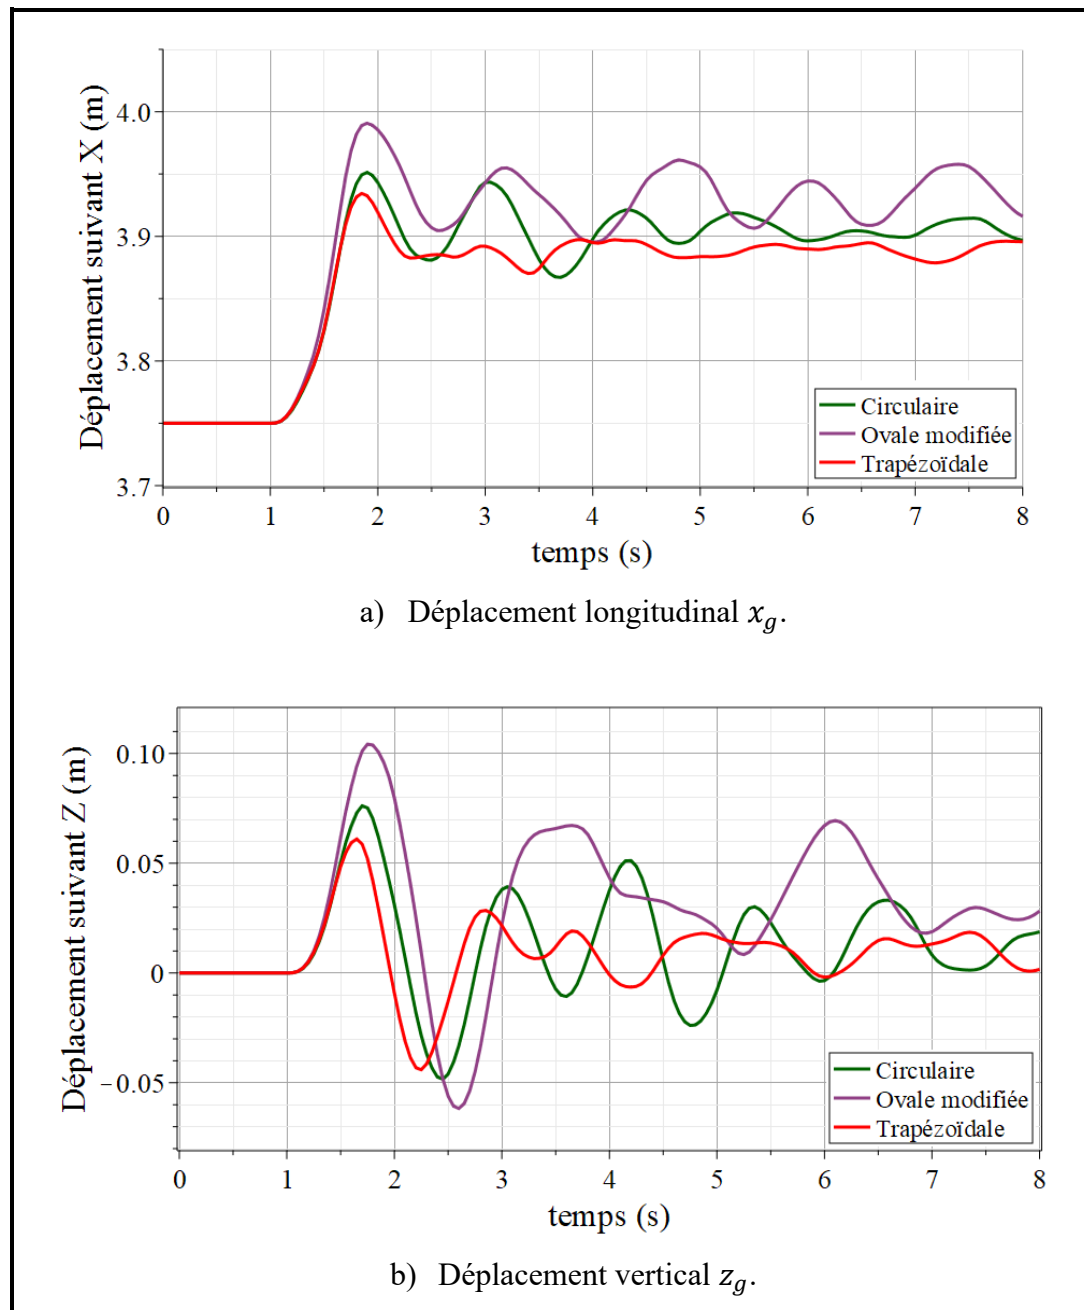 Déplacement suivant X (m)
4.0
3.9
3.8
3.7
Circulaire
Ovale modifiée
Trapézoïdale
0 1 2 3 4 5 6 7 8
temps (s)
a) Déplacement longitudinal x_g.
Déplacement suivant Z (m)
0.10
0.05
0
−0.05
Circulaire
Ovale modifiée
Trapézoïdale
0 1 2 3 4 5 6 7 8
temps (s)
b) Déplacement vertical z_g.